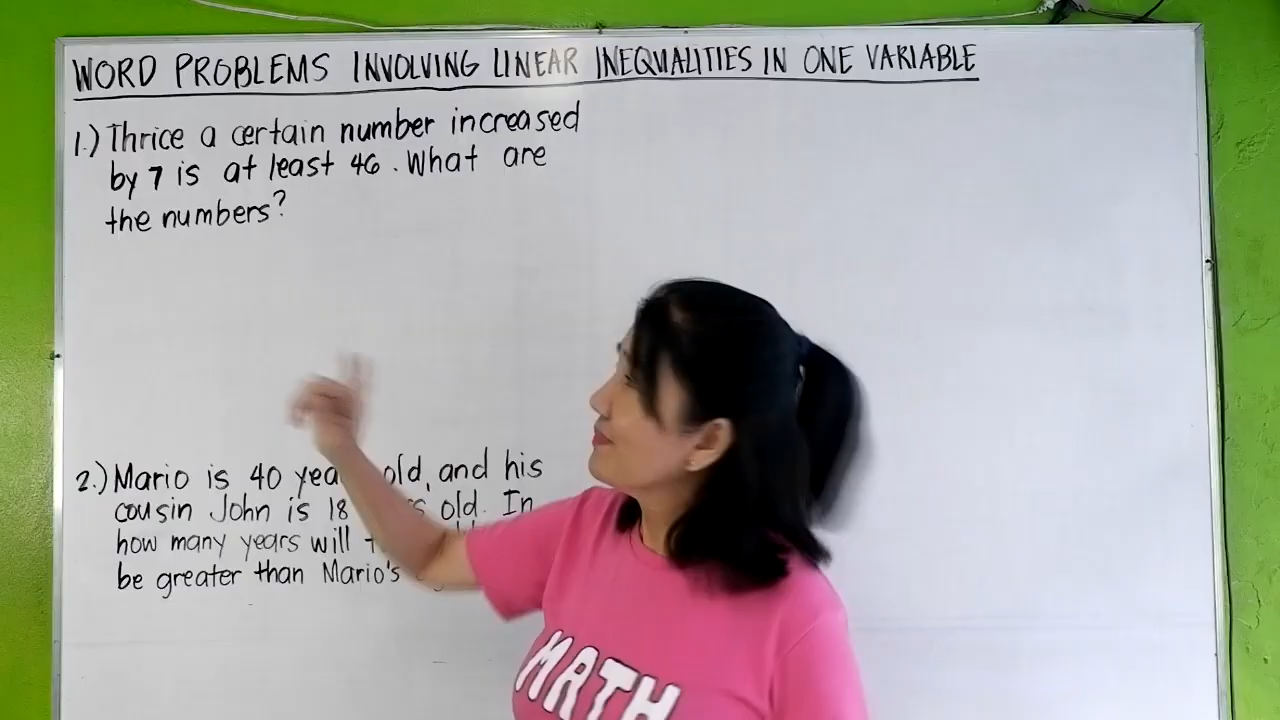 WORD PROBLEMS INVOLVING LINEAR INEQUALITIES IN ONE VARIABLE
1.) Thrice a certain number increased
by 7 is at least 46. What are
the numbers?
2.) Mario is 40 old, and his
cousin John is 18 old. In
how many years will
be greater than Mario's
MATH